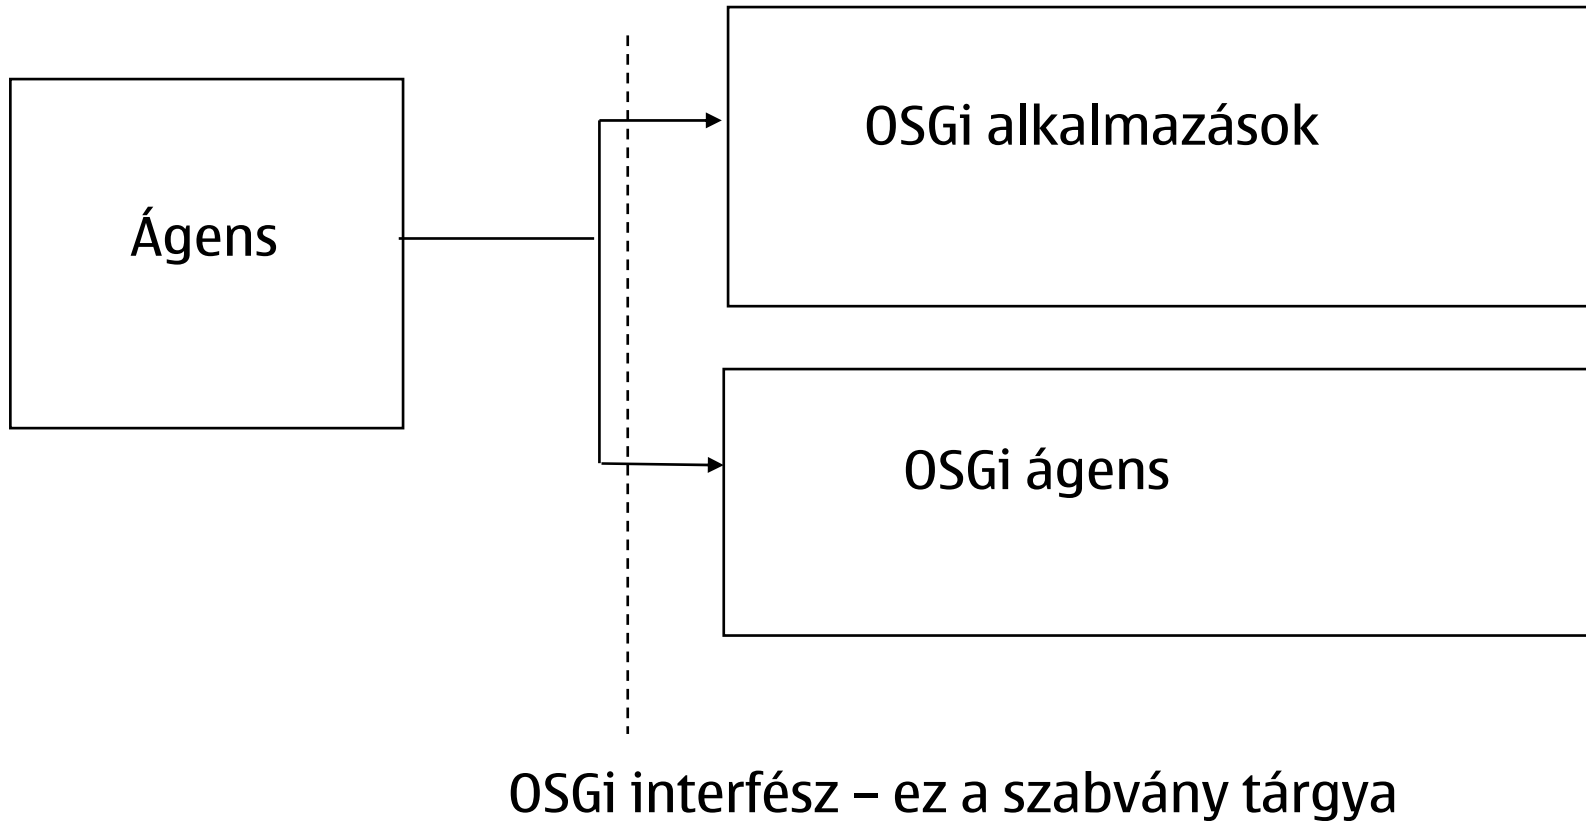 OSGi alkalmazások
Ágens
OSGi ágens
OSGi interfész – ez a szabvány tárgya